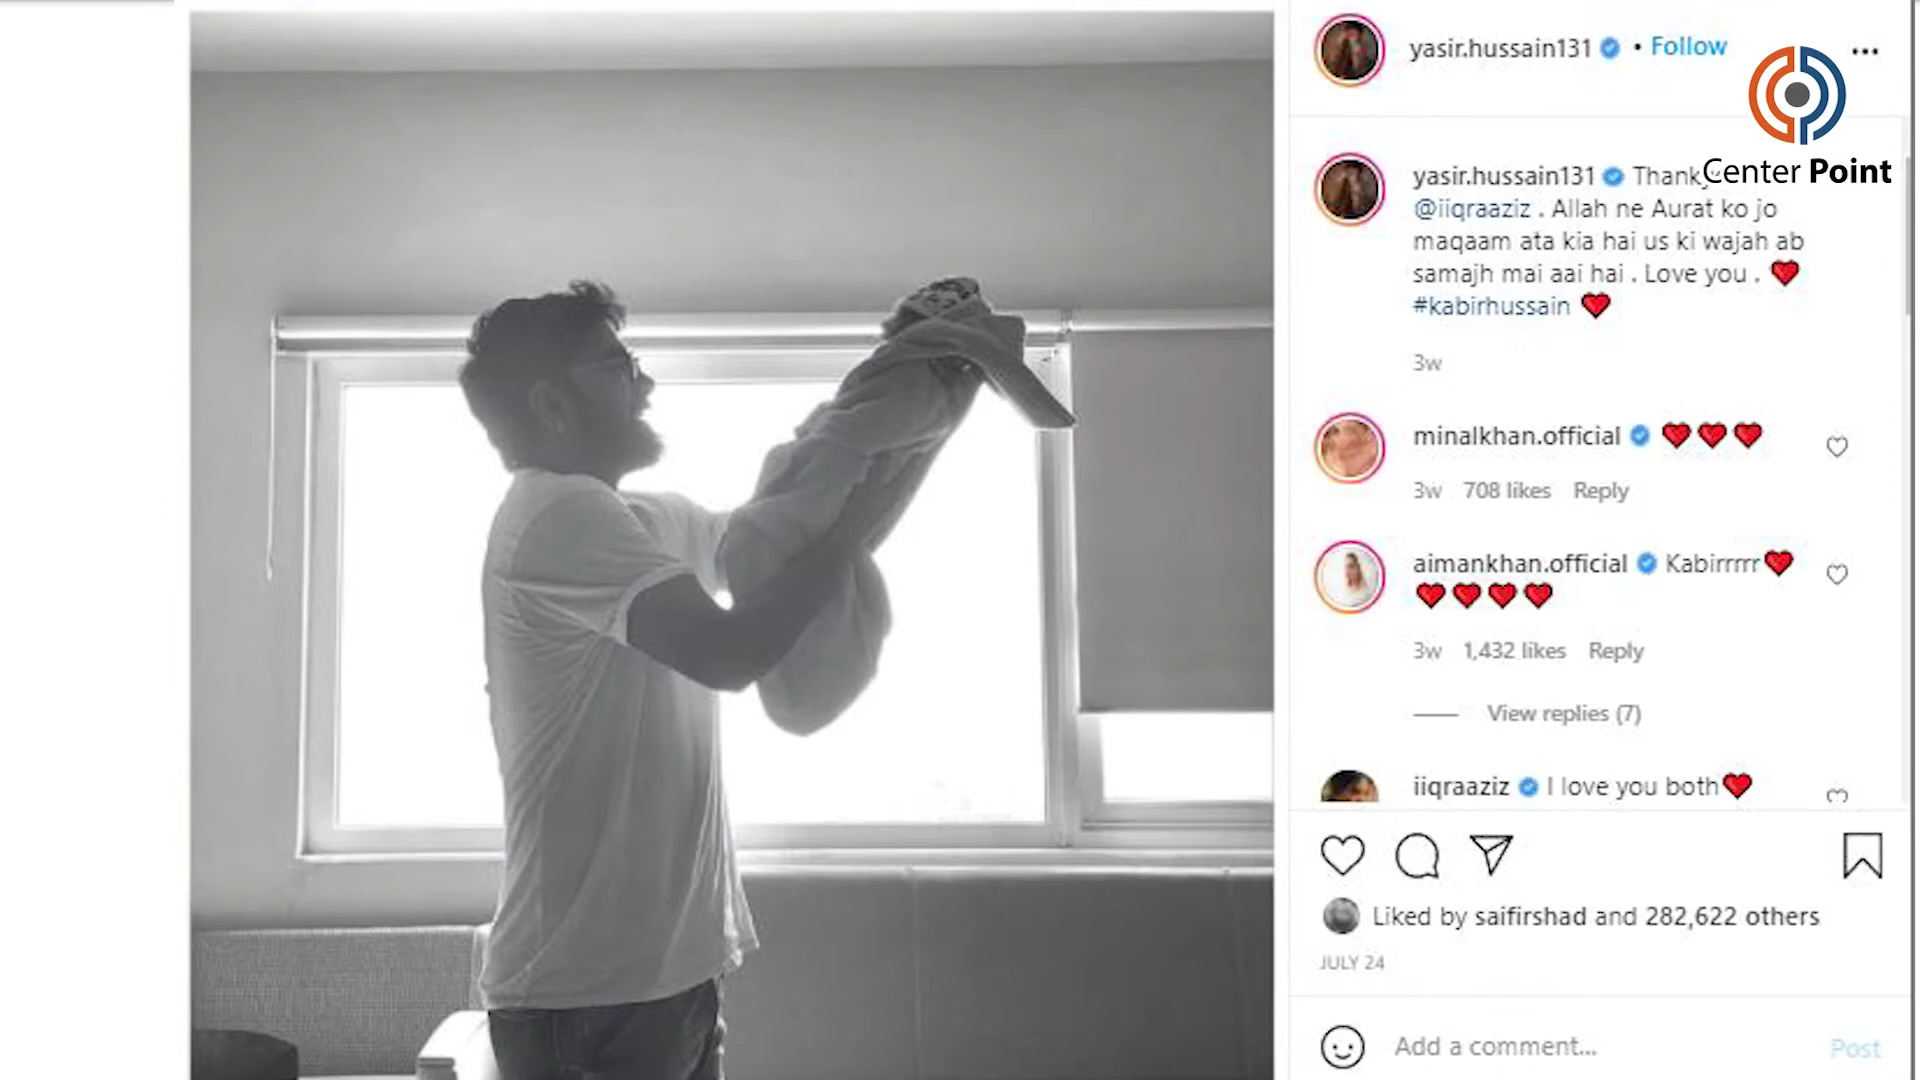 yasir.hussain131 • Follow
Center Point
yasir.hussain131
@iiqraaziz . Allah ne Aurat ko jo
maqaam ata kia hai us ki wajah ab
samajh mai aai hai . Love you . ❤️
#kabirhussain ❤️
3w
minalkhan.official ❤️❤️❤️
3w 708 likes Reply
aimankhan.official Kabirrrrr❤️
❤️❤️❤️❤️
3w 1,432 likes Reply
View replies (7)
iiqraaziz I love you both❤️
Liked by saifirshad and 282,622 others
JULY 24
Add a comment... Post